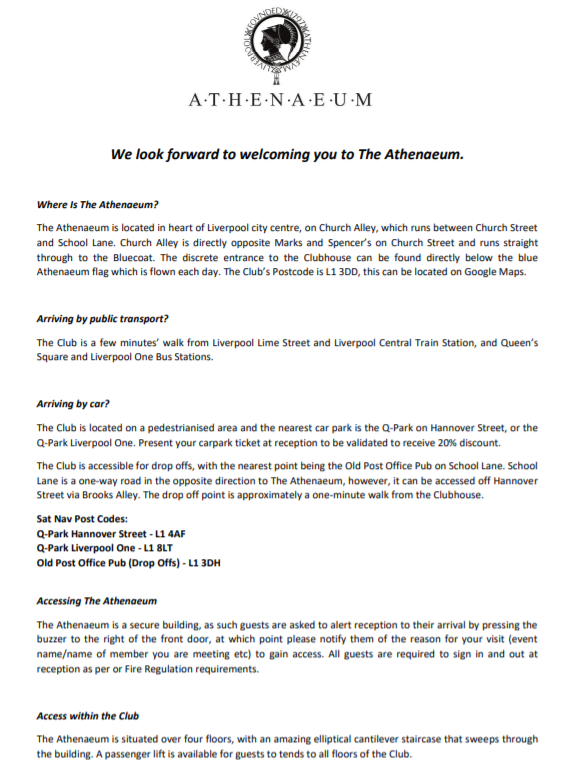 LIVERPOOL FOUNDED 1797 ATHENÆVM
A·T·H·E·N·A·E·U·M
We look forward to welcoming you to The Athenaeum.
Where Is The Athenaeum?
The Athenaeum is located in heart of Liverpool city centre, on Church Alley, which runs between Church Street
and School Lane. Church Alley is directly opposite Marks and Spencer's on Church Street and runs straight
through to the Bluecoat. The discrete entrance to the Clubhouse can be found directly below the blue
Athenaeum flag which is flown each day. The Club's Postcode is L1 3DD, this can be located on Google Maps.
Arriving by public transport?
The Club is a few minutes' walk from Liverpool Lime Street and Liverpool Central Train Station, and Queen's
Square and Liverpool One Bus Stations.
Arriving by car?
The Club is located on a pedestrianised area and the nearest car park is the Q-Park on Hannover Street, or the
Q-Park Liverpool One. Present your carpark ticket at reception to be validated to receive 20% discount.
The Club is accessible for drop offs, with the nearest point being the Old Post Office Pub on School Lane. School
Lane is a one-way road in the opposite direction to The Athenaeum, however, it can be accessed off Hannover
Street via Brooks Alley. The drop off point is approximately a one-minute walk from the Clubhouse.
Sat Nav Post Codes:
Q-Park Hannover Street - L1 4AF
Q-Park Liverpool One - L1 8LT
Old Post Office Pub (Drop Offs) - L1 3DH
Accessing The Athenaeum
The Athenaeum is a secure building, as such guests are asked to alert reception to their arrival by pressing the
buzzer to the right of the front door, at which point please notify them of the reason for your visit (event
name/name of member you are meeting etc) to gain access. All guests are required to sign in and out at
reception as per or Fire Regulation requirements.
Access within the Club
The Athenaeum is situated over four floors, with an amazing elliptical cantilever staircase that sweeps through
the building. A passenger lift is available for guests to tends to all floors of the Club.